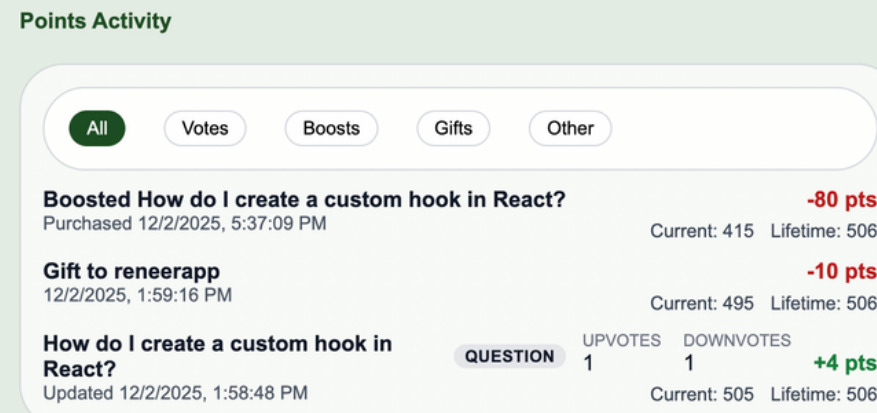 Points Activity
All Votes Boosts Gifts Other
Boosted How do I create a custom hook in React? -80 pts
Purchased 12/2/2025, 5:37:09 PM Current: 415 Lifetime: 506
Gift to reneerapp -10 pts
12/2/2025, 1:59:16 PM Current: 495 Lifetime: 506
How do I create a custom hook in
React?
QUESTION
UPVOTES DOWNVOTES
1 1 +4 pts
Updated 12/2/2025, 1:58:48 PM Current: 505 Lifetime: 506